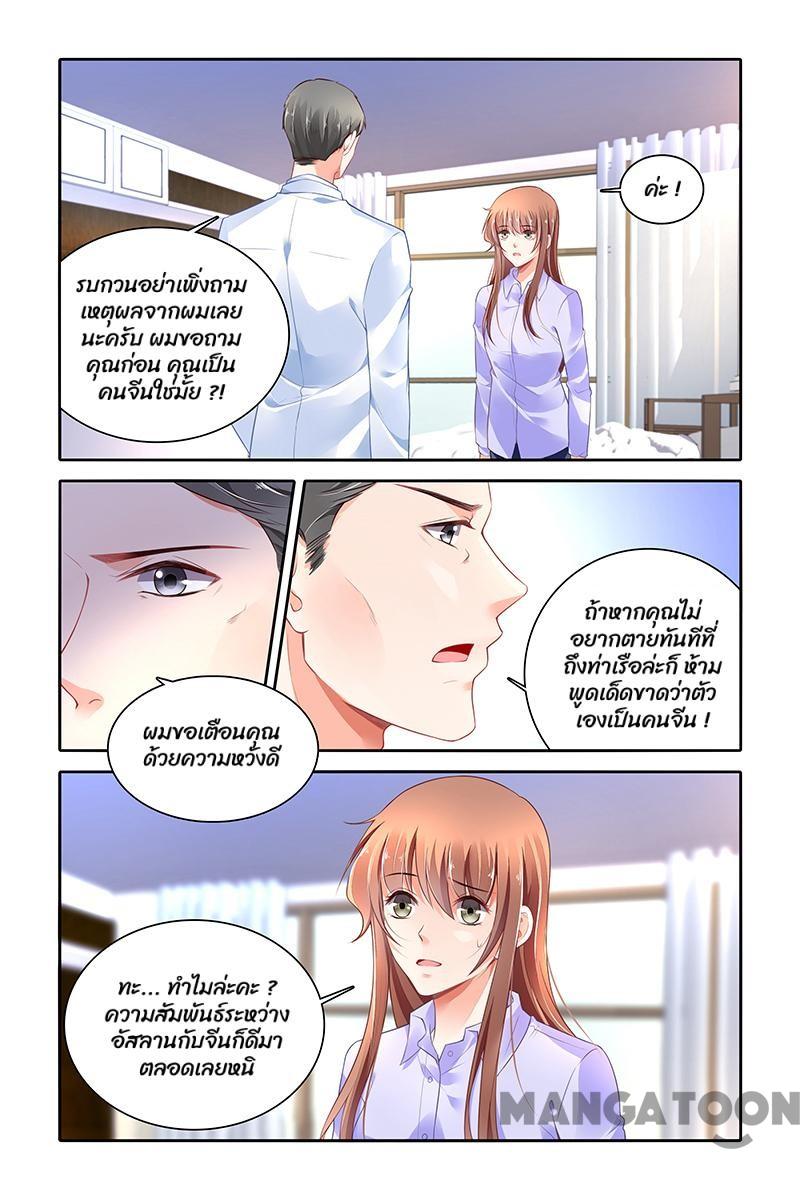 รบกวนอย่าเพิ่งถาม
เหตุผลจากผมเลย
นะครับ ผมขอถาม
คุณก่อน คุณเป็น
คนจีนใช่มั้ย ?!
ค่ะ !
ผมขอเตือนคุณ
ด้วยความหวังดี
ถ้าหากคุณไม่
อยากตายทันทีที่
ถึงท่าเรือล่ะก็ ห้าม
พูดเด็ดขาดว่าตัว
เองเป็นคนจีน !
ทะ... ทำไมล่ะคะ ?
ความสัมพันธ์ระหว่าง
อัสลานกับจีนก็ดีมา
ตลอดเลยหนิ
MANGATOON